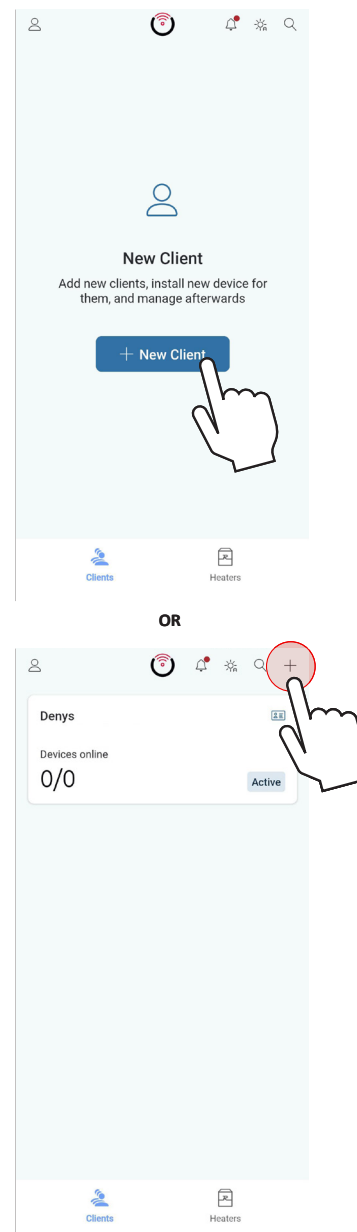 New Client
Add new clients, install new device for
them, and manage afterwards
+ New Client
Clients
Heaters
OR
Denys
Devices online
0/0
Active
Clients
Heaters